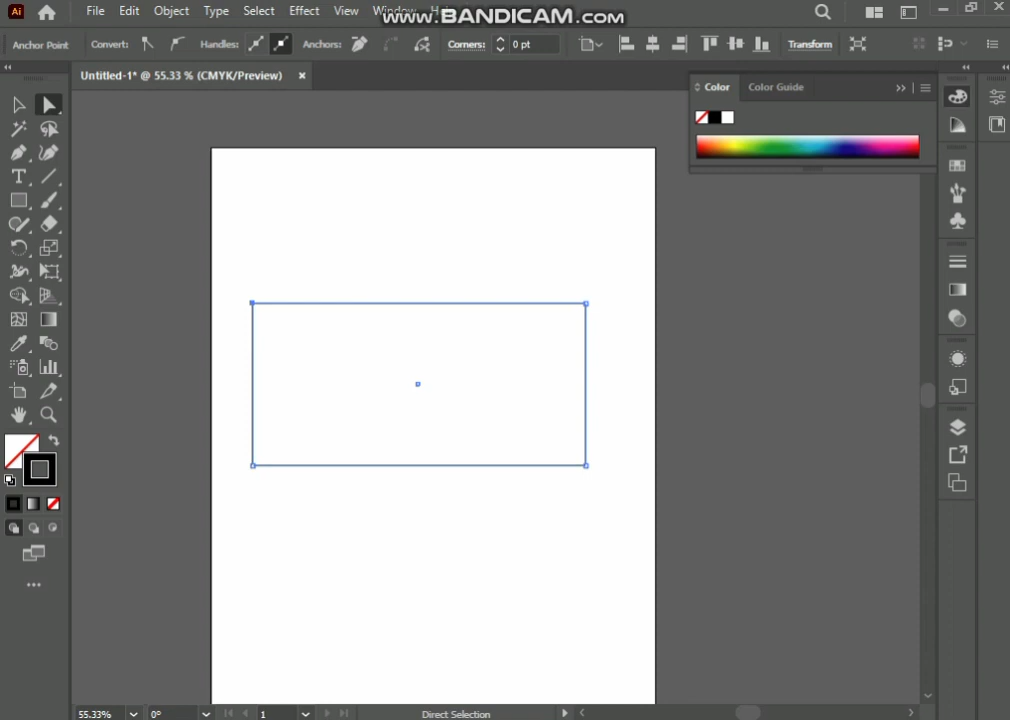 Ai File Edit Object Type Select Effect View Window
www.BANDICAM.com
Anchor Point Convert: Handles: Anchors: Corners: 0 pt Transform
Untitled-1* @ 55.33 % (CMYK/Preview) ×
Color Color Guide
T
55.33% 0° 1 Direct Selection